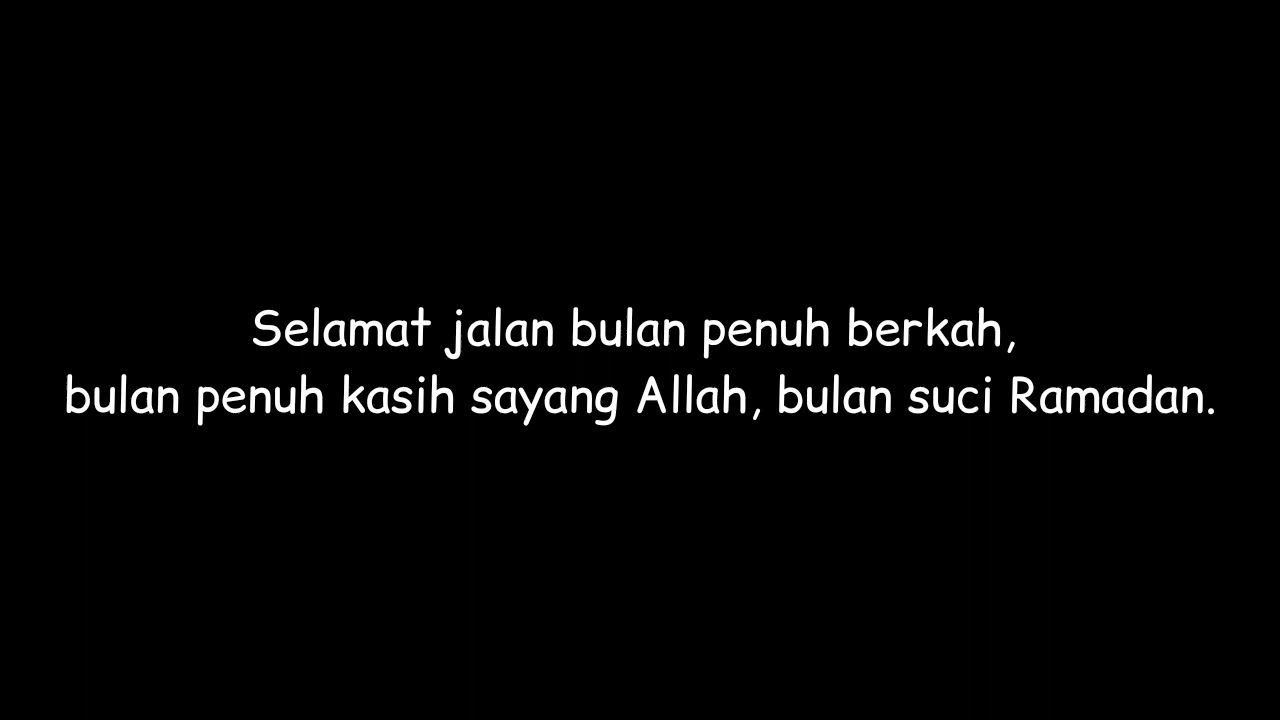 Selamat jalan bulan penuh berkah,
bulan penuh kasih sayang Allah, bulan suci Ramadan.